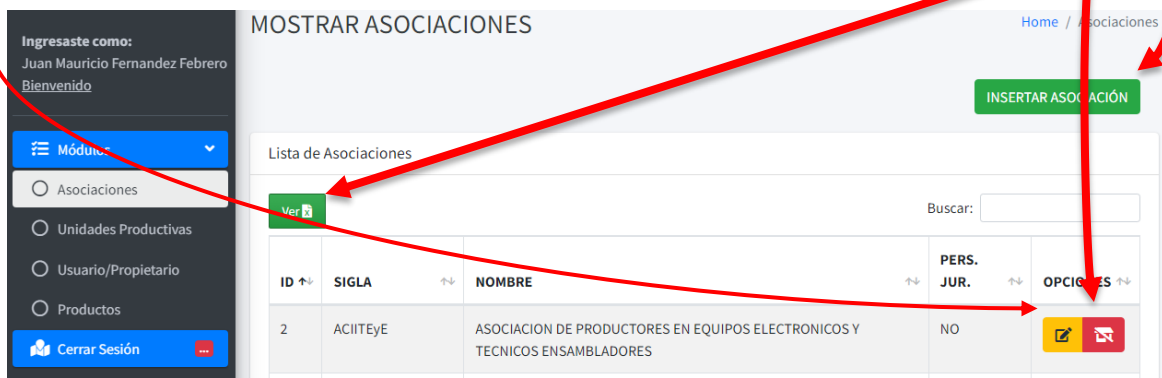 MOSTRAR ASOCIACIONES
Home / Asociaciones
Ingresaste como:
Juan Mauricio Fernandez Febrero
Bienvenido
INSERTAR ASOCIACIÓN
Módulos
Asociaciones
Unidades Productivas
Usuario/Propietario
Productos
Cerrar Sesión
...
Lista de Asociaciones
Ver
Buscar:
ID SIGLA NOMBRE PERS. JUR. OPCIONES
2 ACIITEyE ASOCIACION DE PRODUCTORES EN EQUIPOS ELECTRONICOS Y NO
TECNICOS ENSAMBLADORES